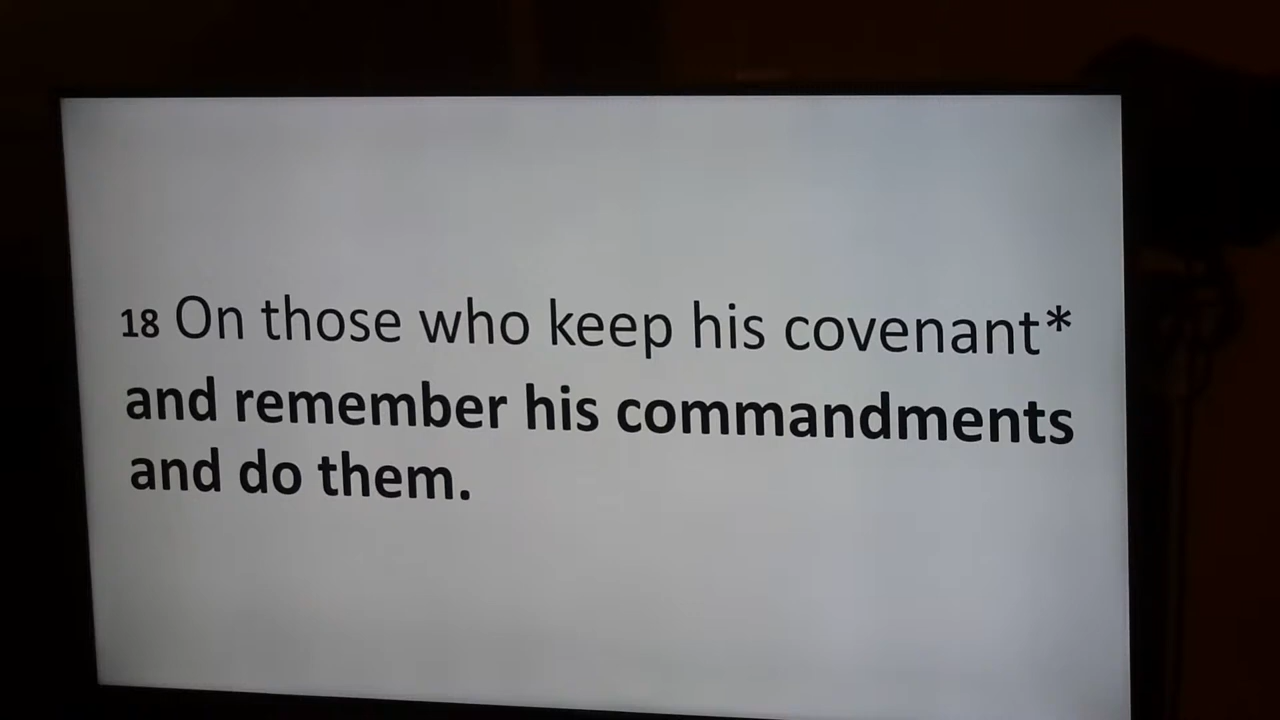 18 On those who keep his covenant*
and remember his commandments
and do them.